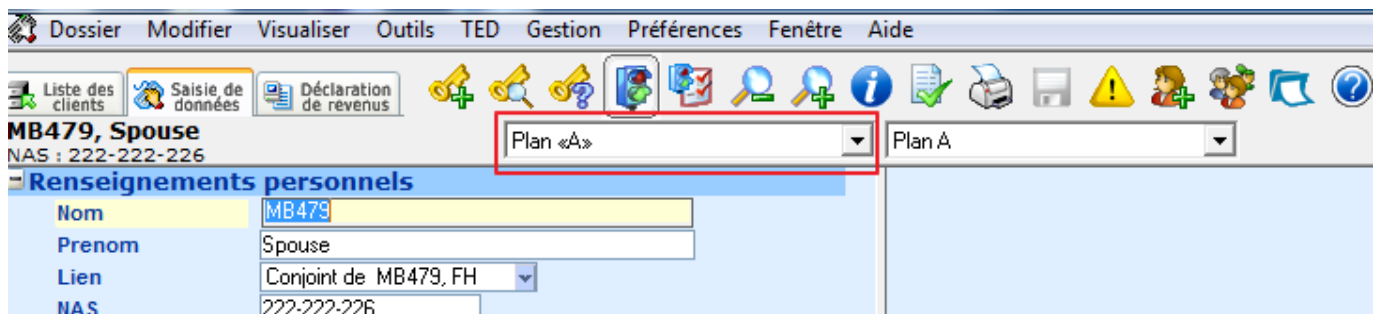 Dossier Modifier Visualiser Outils TED Gestion Préférences Fenêtre Aide
Liste des clients Saisie de données Déclaration de revenus
MB479, Spouse
NAS : 222-222-226
Plan «A» Plan A
Renseignements personnels
Nom MB479
Prenom Spouse
Lien Conjoint de MB479, FH
NAS 222-222-226